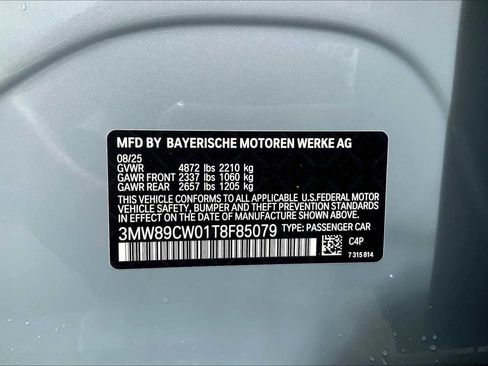 MFD BY BAYERISCHE MOTOREN WERKE AG
08/25
GVWR 4872 lbs 2210 kg
GAWR FRONT 2337 lbs 1060 kg
GAWR REAR 2657 lbs 1205 kg
THIS VEHICLE CONFORMS TO ALL APPLICABLE U.S.FEDERAL MOTOR
VEHICLE SAFETY, BUMPER, AND THEFT PREVENTION STANDARDS
IN EFFECT ON THE DATE OF MANUFACTURE SHOWN ABOVE.
3MW89CW01T8F85079 TYPE: PASSENGER CAR
C4P
7 315 814